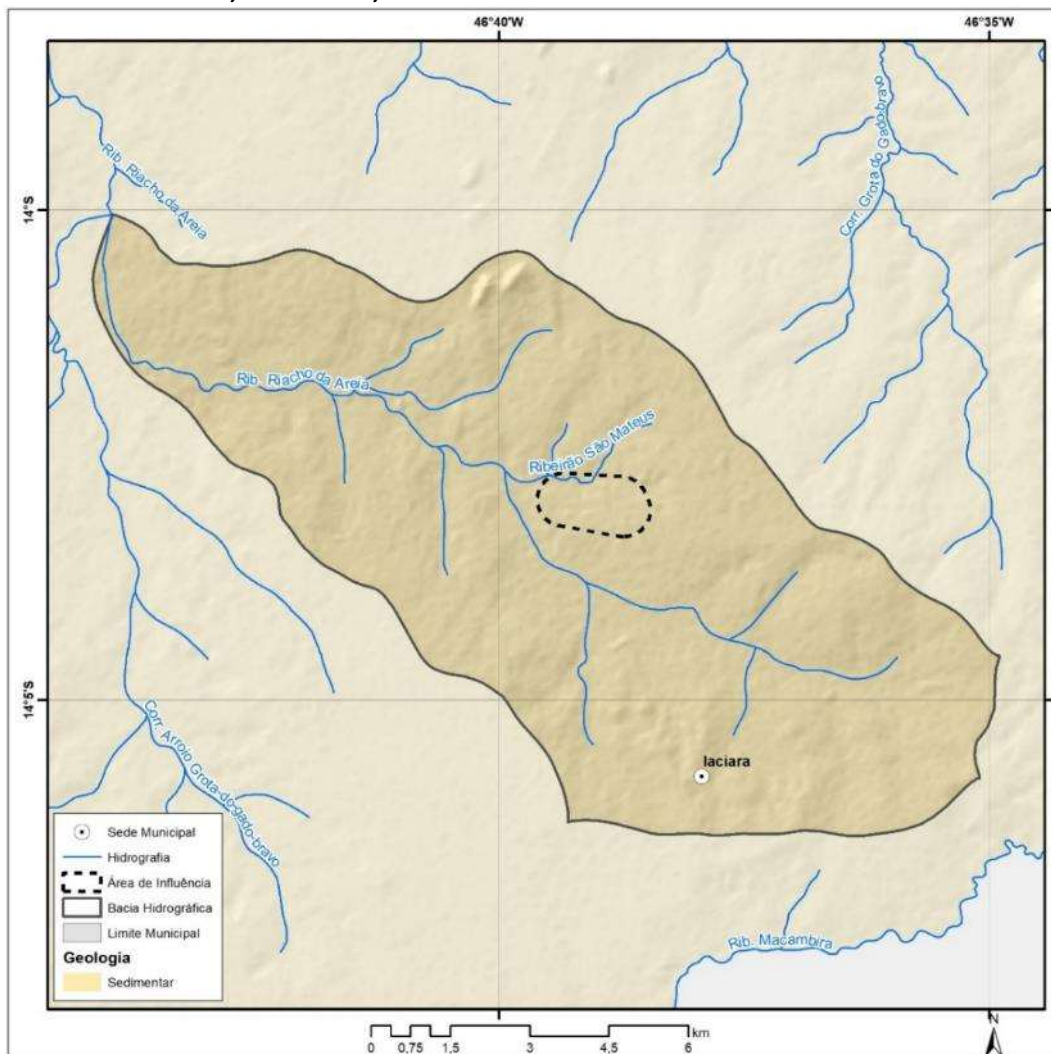 46°40'W
46°35'W
Corr. Grota do Gado-bravo
Rib. Riacho da Areia
14°S
Rib. Riacho da Areia
Ribeirão São Mateus
14°5'S
Iaciara
Corr. Arroio Grota-do-gado-bravo
Rib. Macambira
Sede Municipal
Hidrografia
Área de Influência
Bacia Hidrográfica
Limite Municipal
Geologia
Sedimentar
km
0 0,75 1,5 3 4,5 6
N